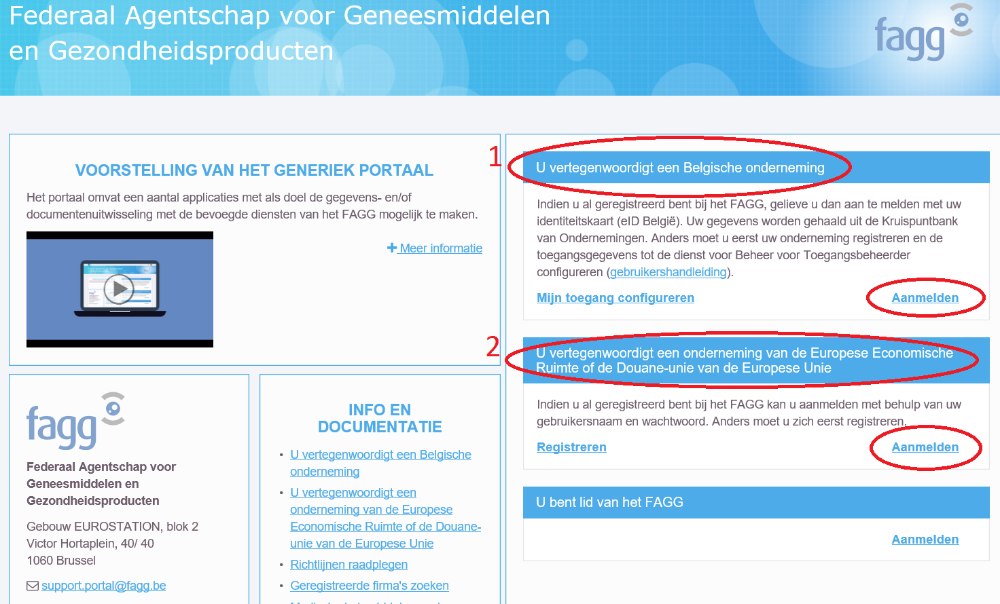 Federaal Agentschap voor Geneesmiddelen
en Gezondheidsproducten
fagg
VOORSTELLING VAN HET GENERIEK PORTAAL
Het portaal omvat een aantal applicaties met als doel de gegevens- en/of
documentenuitwisseling met de bevoegde diensten van het FAGG mogelijk te maken.
Meer informatie
fagg
Federaal Agentschap voor
Geneesmiddelen en
Gezondheidsproducten
Gebouw EUROSTATION, blok 2
Victor Hortaplein, 40/ 40
1060 Brussel
support.portal@fagg.be
INFO EN
DOCUMENTATIE
• U vertegenwoordigt een Belgische
onderneming
• U vertegenwoordigt een
onderneming van de Europese
Economische Ruimte of de Douane-
unie van de Europese Unie
• Richtlijnen raadplegen
• Geregistreerde firma's zoeken
1
U vertegenwoordigt een Belgische onderneming
Indien u al geregistreerd bent bij het FAGG, gelieve u dan aan te melden met uw
identiteitskaart (eID België). Uw gegevens worden gehaald uit de Kruispuntbank
van Ondernemingen. Anders moet u eerst uw onderneming registreren en de
toegangsgegevens tot de dienst voor Beheer voor Toegangsbeheerder
configureren (gebruikershandleiding).
Mijn toegang configureren Aanmelden
2
U vertegenwoordigt een onderneming van de Europese Economische
Ruimte of de Douane-unie van de Europese Unie
Indien u al geregistreerd bent bij het FAGG kan u aanmelden met behulp van uw
gebruikersnaam en wachtwoord. Anders moet u zich eerst registreren.
Registreren Aanmelden
U bent lid van het FAGG
Aanmelden